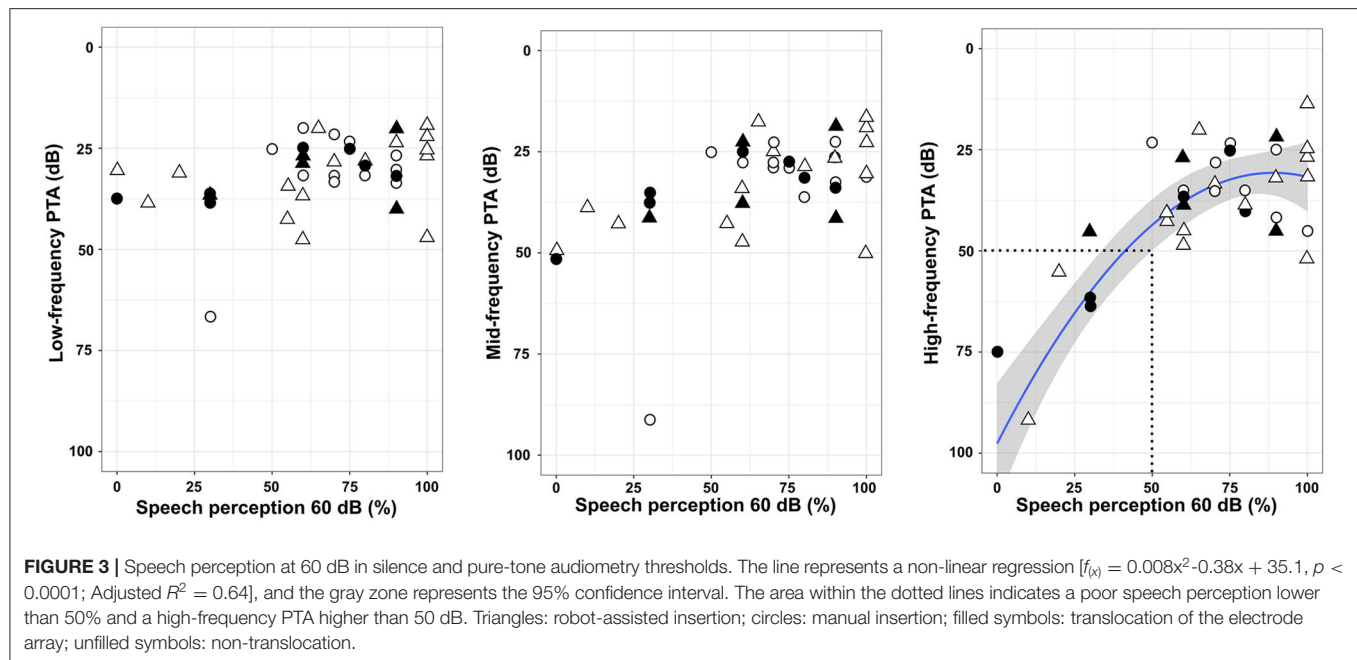 0
25
50
75
100
Low-frequency PTA (dB)
0 25 50 75 100
Speech perception 60 dB (%)
0
25
50
75
100
Mid-frequency PTA (dB)
0 25 50 75 100
Speech perception 60 dB (%)
0
25
50
75
100
High-frequency PTA (dB)
0 25 50 75 100
Speech perception 60 dB (%)
FIGURE 3 | Speech perception at 60 dB in silence and pure-tone audiometry thresholds. The line represents a non-linear regression [f(x) = 0.008x²-0.38x + 35.1, p <
0.0001; Adjusted R² = 0.64], and the gray zone represents the 95% confidence interval. The area within the dotted lines indicates a poor speech perception lower
than 50% and a high-frequency PTA higher than 50 dB. Triangles: robot-assisted insertion; circles: manual insertion; filled symbols: translocation of the electrode
array; unfilled symbols: non-translocation.